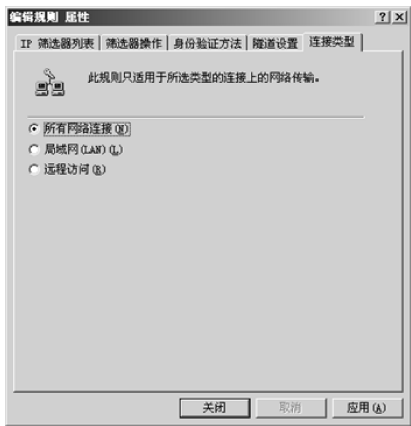 编辑规则 属性
IP 筛选器列表 筛选器操作 身份验证方法 隧道设置 连接类型
此规则只适用于所选类型的连接上的网络传输。
所有网络连接(N)
局域网(LAN)(L)
远程访问(R)
关闭 取消 应用(A)